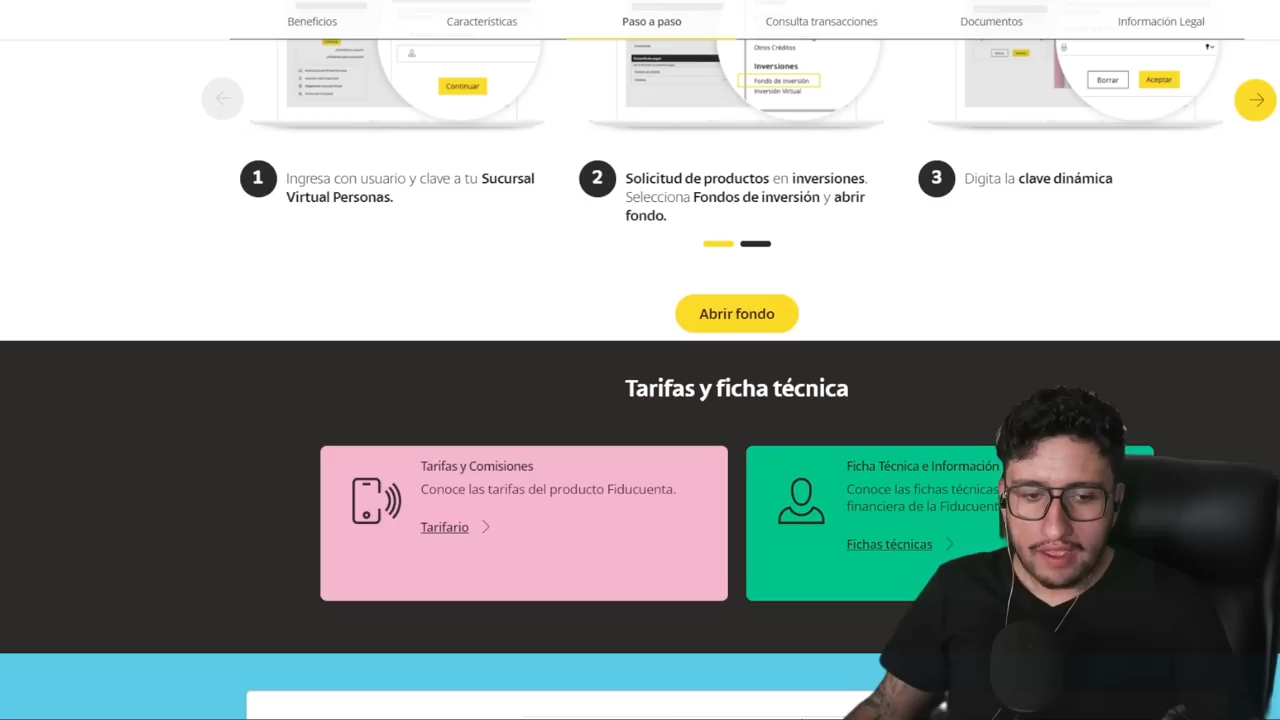 Beneficios
Características
Paso a paso
Consulta transacciones
Documentos
Información Legal
Continuar
Otros Créditos
Inversiones
Fondo de inversión
Inversión Virtual
Borrar
Aceptar
1
Ingresa con usuario y clave a tu Sucursal
Virtual Personas.
2
Solicitud de productos en inversiones.
Selecciona Fondos de inversión y abrir
fondo.
3
Digita la clave dinámica
Abrir fondo
Tarifas y ficha técnica
Tarifas y Comisiones
Conoce las tarifas del producto Fiducuenta.
Tarifario
Ficha Técnica e Información
Conoce las fichas técnicas
financiera de la Fiducuent
Fichas técnicas